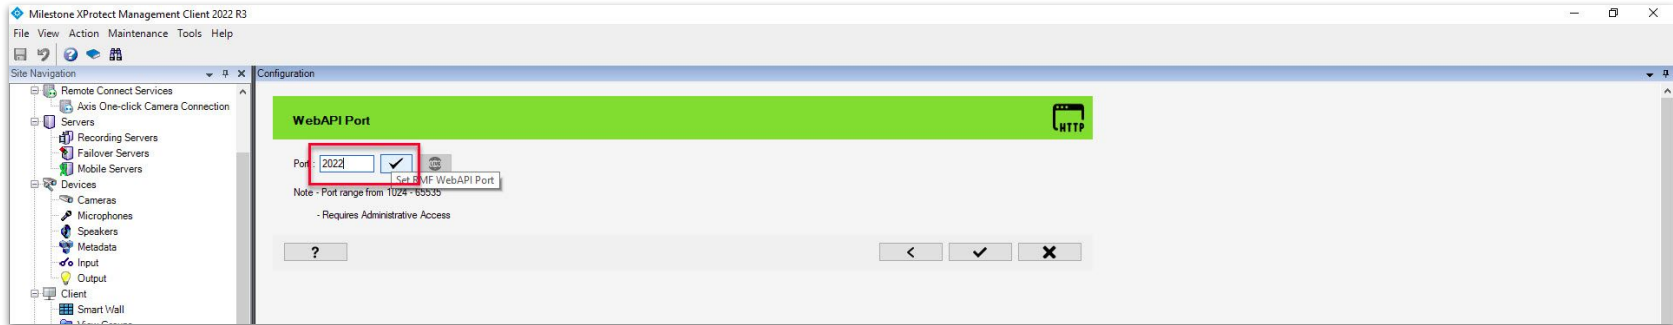 Milestone XProtect Management Client 2022 R3
File View Action Maintenance Tools Help
Site Navigation
Configuration
Remote Connect Services
Axis One-click Camera Connection
Servers
Recording Servers
Failover Servers
Mobile Servers
Devices
Cameras
Microphones
Speakers
Metadata
Input
Output
Client
Smart Wall
WebAPI Port
HTTP
Port : 2022
LIVE
Set RMF WebAPI Port
Note - Port range from 1024 - 65535
- Requires Administrative Access
?